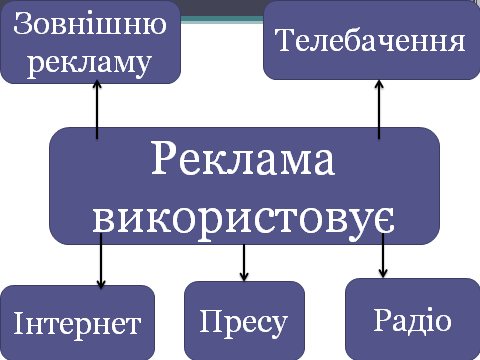 Зовнішню
рекламу
Телебачення
Реклама
використовує
Інтернет
Пресу
Радіо